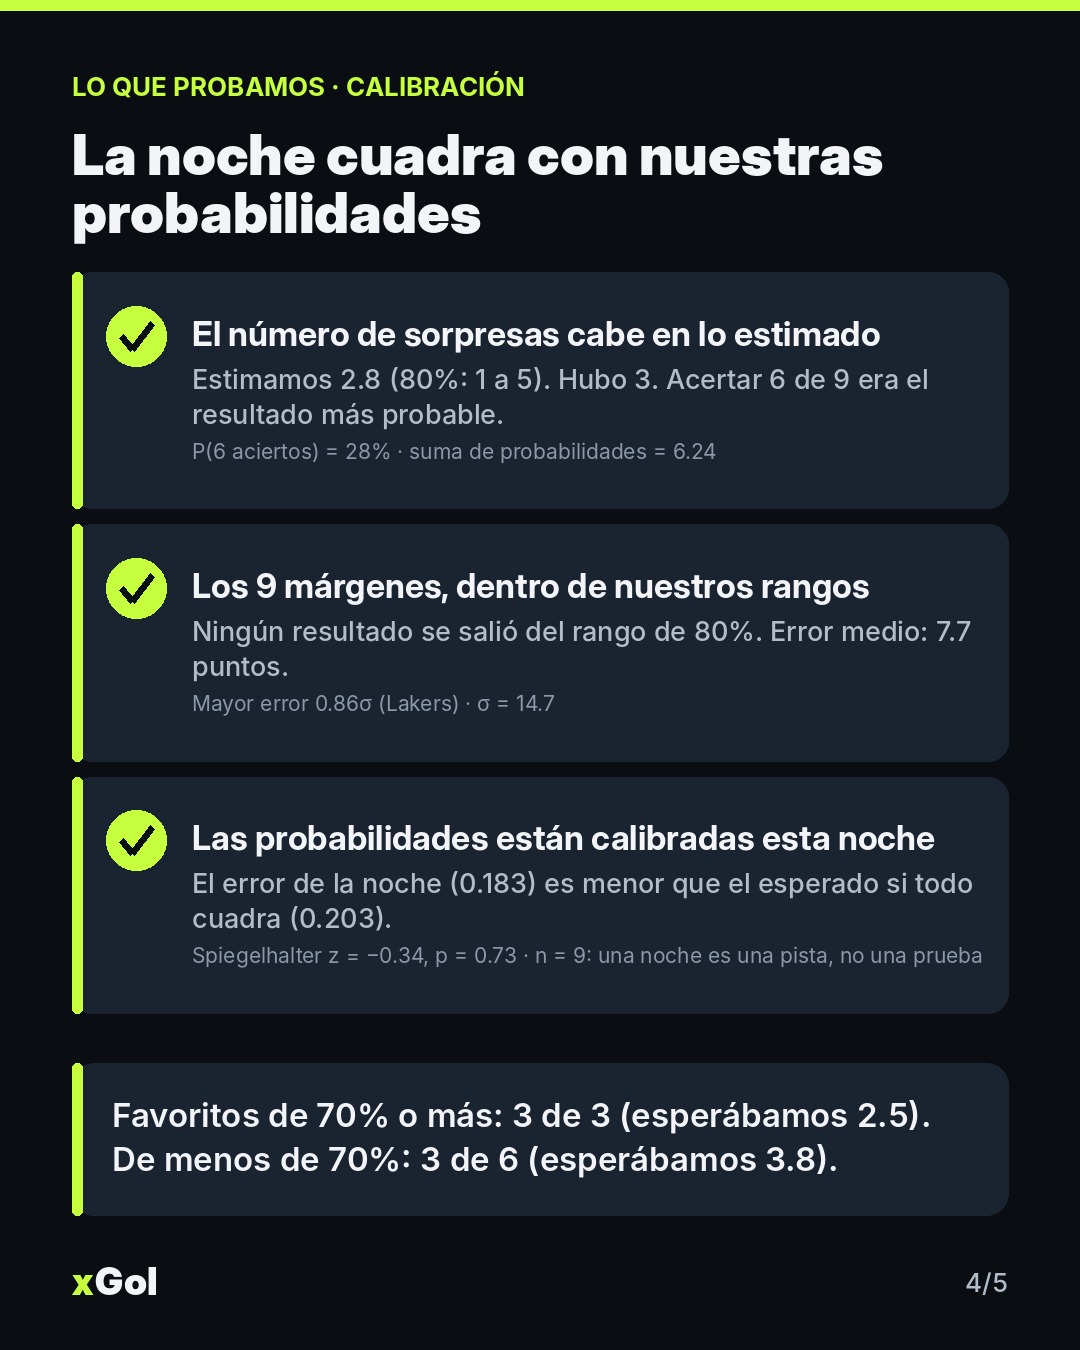 LO QUE PROBAMOS · CALIBRACIÓN
La noche cuadra con nuestras
probabilidades
El número de sorpresas cabe en lo estimado
Estimamos 2.8 (80%: 1 a 5). Hubo 3. Acertar 6 de 9 era el
resultado más probable.
P(6 aciertos) = 28% · suma de probabilidades = 6.24
Los 9 márgenes, dentro de nuestros rangos
Ningún resultado se salió del rango de 80%. Error medio: 7.7
puntos.
Mayor error 0.86σ (Lakers) · σ = 14.7
Las probabilidades están calibradas esta noche
El error de la noche (0.183) es menor que el esperado si todo
cuadra (0.203).
Spiegelhalter z = −0.34, p = 0.73 · n = 9: una noche es una pista, no una prueba
Favoritos de 70% o más: 3 de 3 (esperábamos 2.5).
De menos de 70%: 3 de 6 (esperábamos 3.8).
xGol
4/5